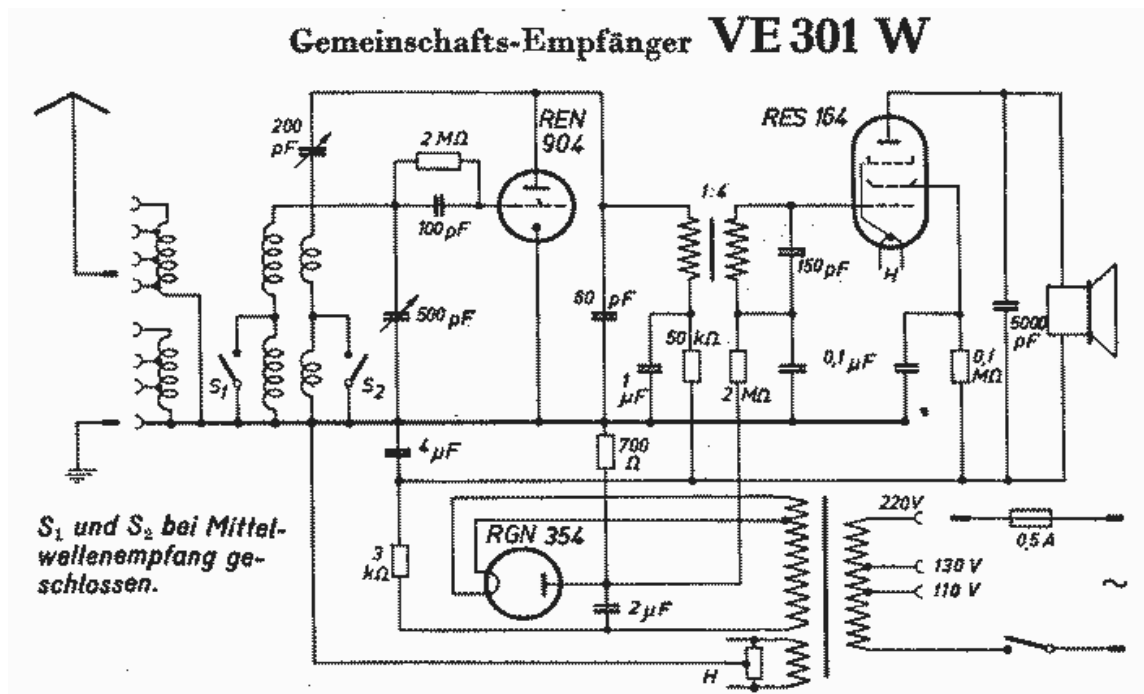 Gemeinschafts-Empfänger VE 301 W
200 pF
2 MΩ
REN 904
RES 164
100 pF
1:4
150 pF
H
500 pF
60 pF
50 kΩ
1 µF
2 MΩ
0,1 µF
0,1 MΩ
5000 pF
S₁
S₂
4 µF
700 Ω
S₁ und S₂ bei Mittel-
wellenempfang ge-
schlossen.
3 kΩ
RGN 354
2 µF
220V
130 V
110 V
0,5 A
~
H